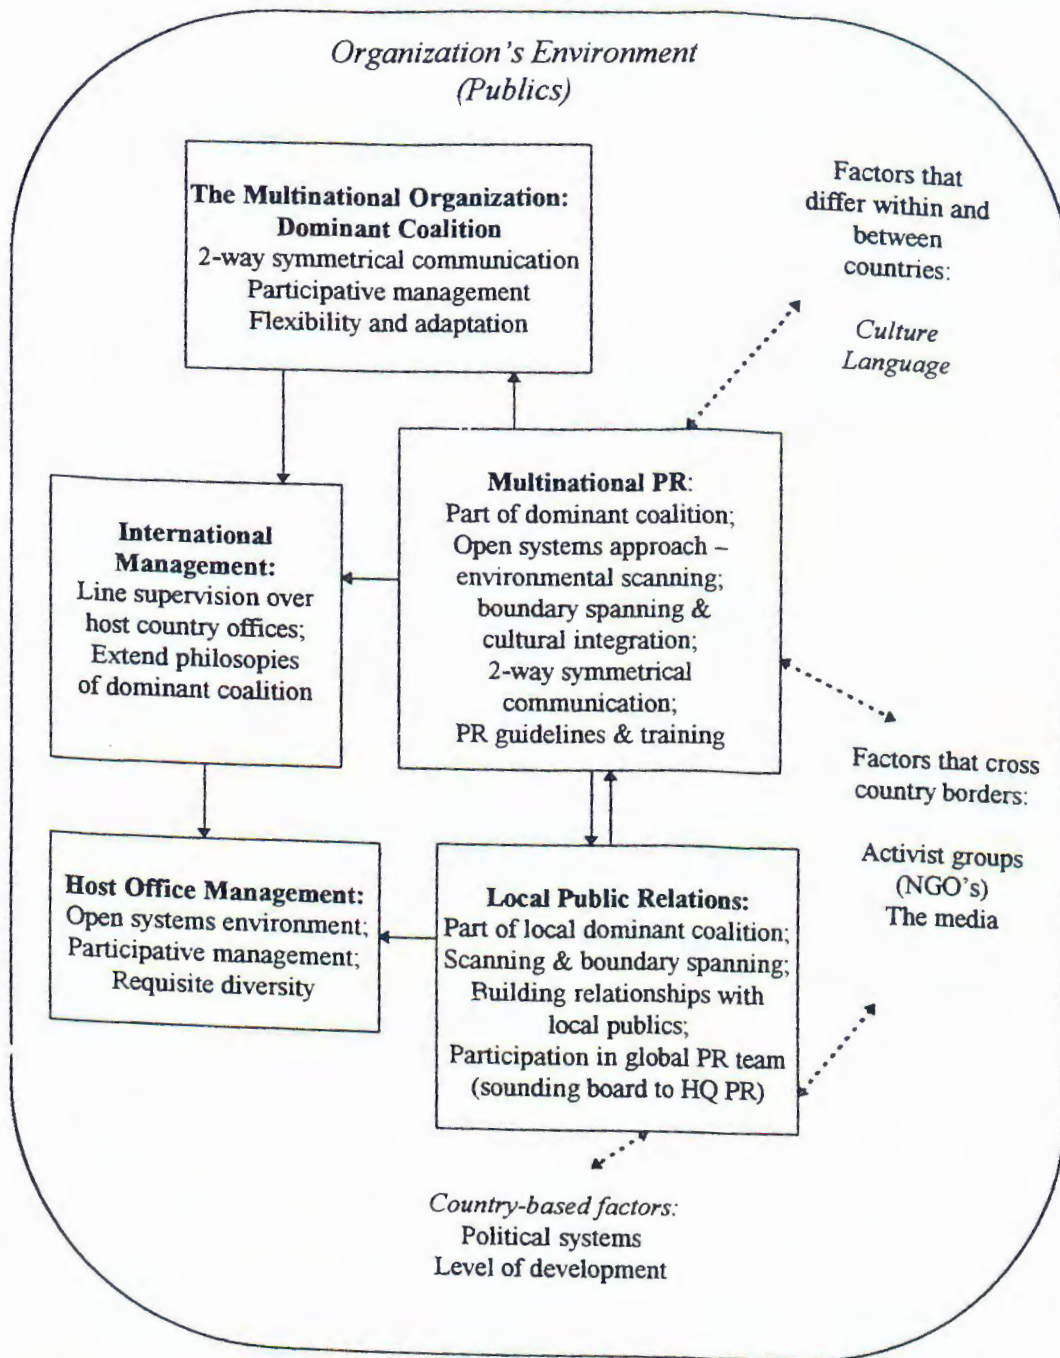 Organization's Environment
(Publics)
The Multinational Organization:
Dominant Coalition
2-way symmetrical communication
Participative management
Flexibility and adaptation
Factors that
differ within and
between
countries:
Culture
Language
Multinational PR:
Part of dominant coalition;
Open systems approach –
environmental scanning;
boundary spanning &
cultural integration;
2-way symmetrical
communication;
PR guidelines & training
International
Management:
Line supervision over
host country offices;
Extend philosopies
of dominant coalition
Factors that cross
country borders:
Activist groups
(NGO's)
The media
Host Office Management:
Open systems environment;
Participative management;
Requisite diversity
Local Public Relations:
Part of local dominant coalition;
Scanning & boundary spanning;
Building relationships with
local publics;
Participation in global PR team
(sounding board to HQ PR)
Country-based factors:
Political systems
Level of development